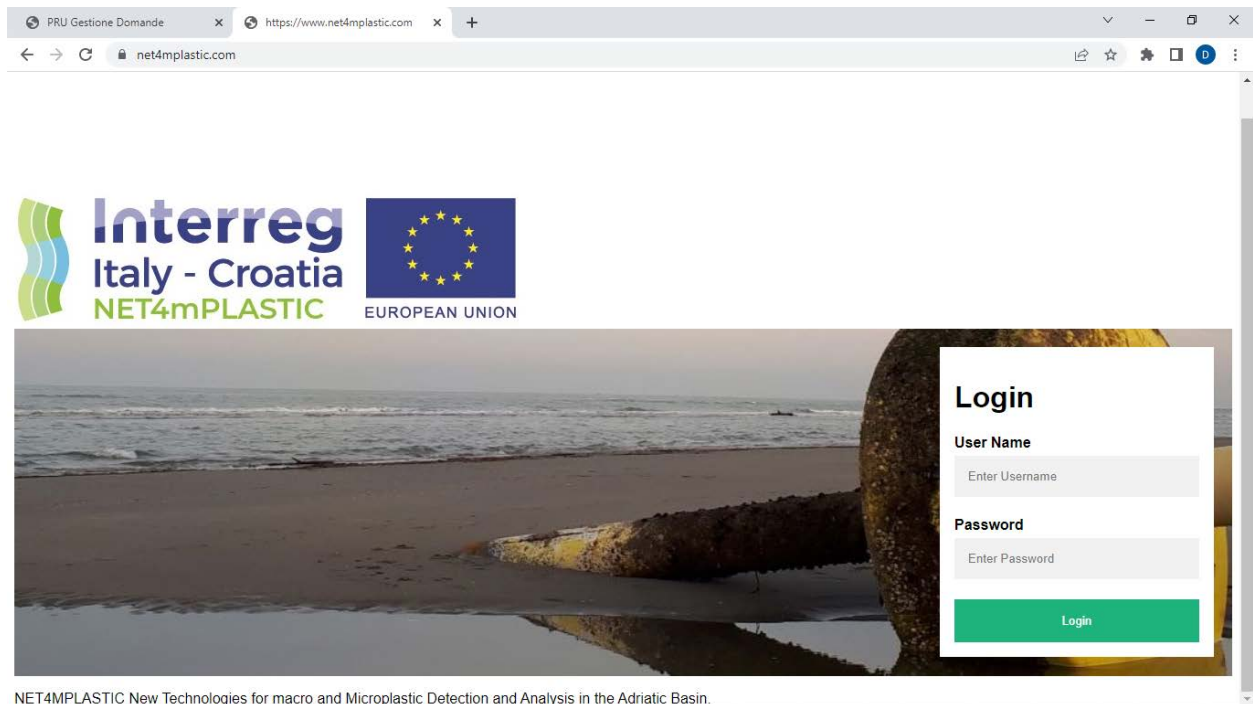 PRU Gestione Domande
https://www.net4mplastic.com
net4mplastic.com
D
Interreg
Italy - Croatia
NET4mPLASTIC
EUROPEAN UNION
Login
User Name
Enter Username
Password
Enter Password
Login
NET4MPLASTIC New Technologies for macro and Microplastic Detection and Analysis in the Adriatic Basin.